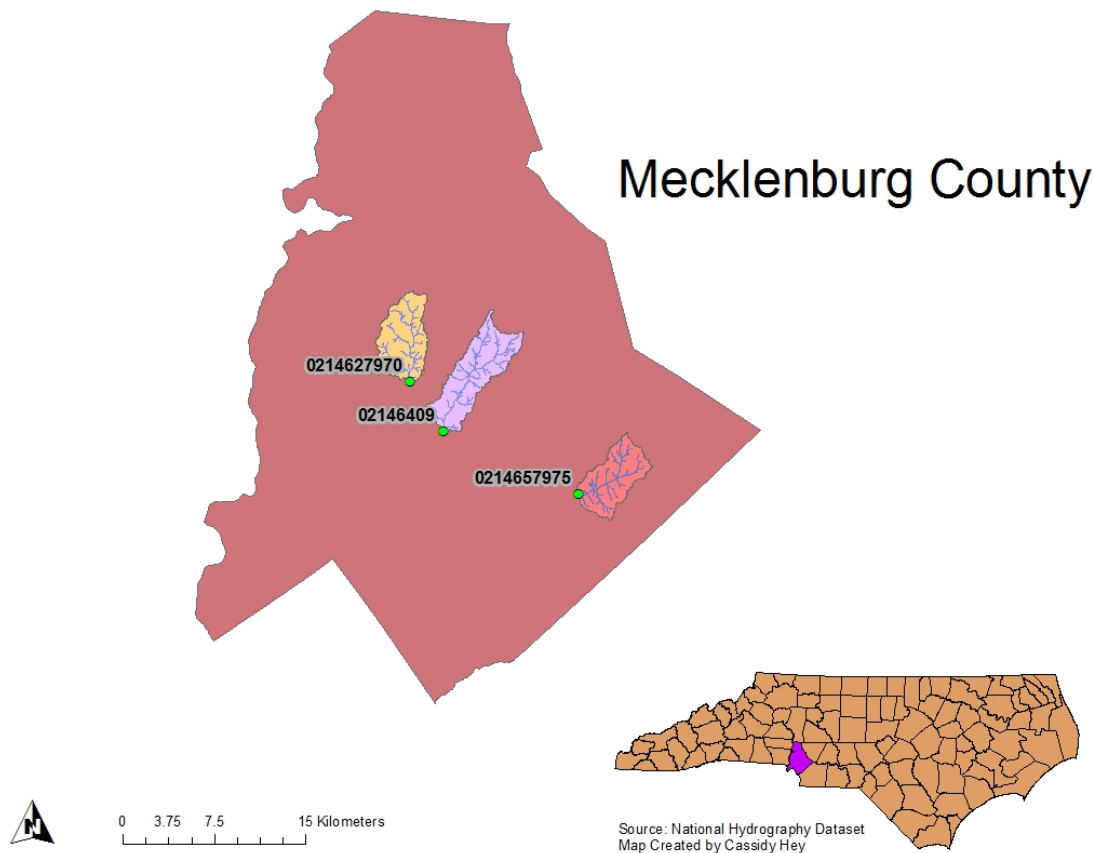 Mecklenburg County
0214627970
02146409
0214657975
N
0 3.75 7.5 15 Kilometers
Source: National Hydrography Dataset
Map Created by Cassidy Hey